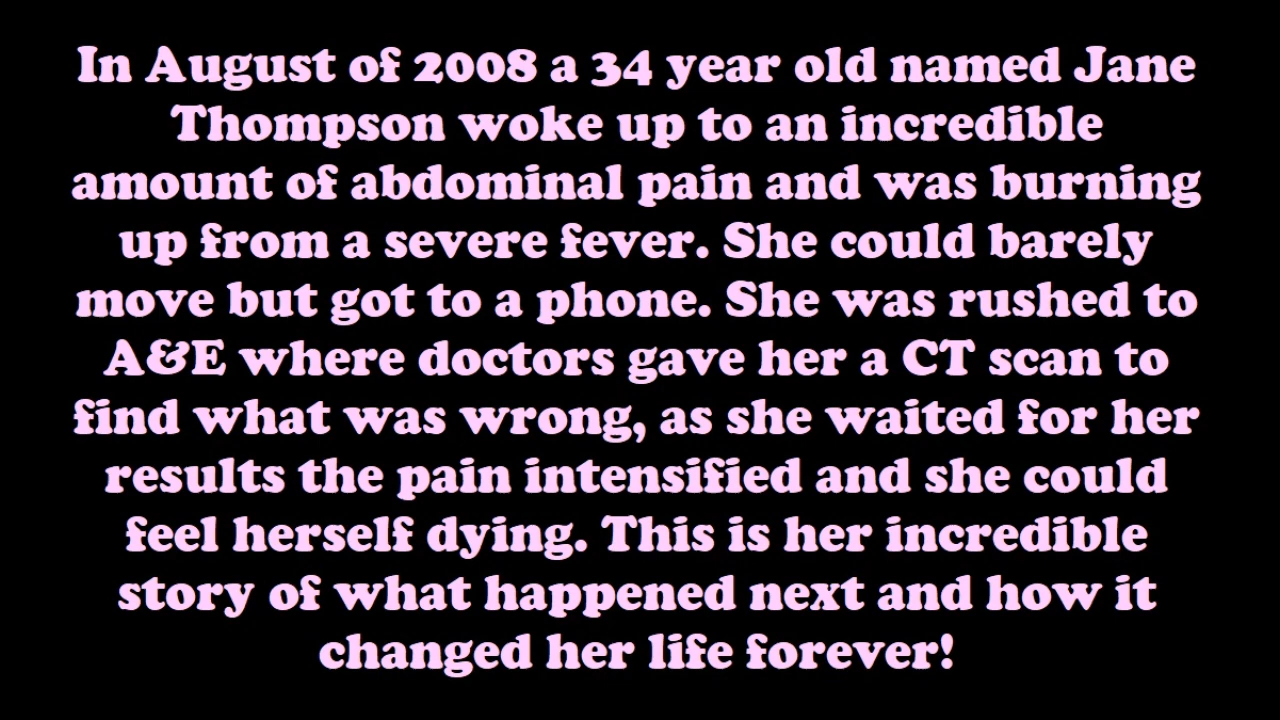 In August of 2008 a 34 year old named Jane
Thompson woke up to an incredible
amount of abdominal pain and was burning
up from a severe fever. She could barely
move but got to a phone. She was rushed to
A&E where doctors gave her a CT scan to
find what was wrong, as she waited for her
results the pain intensified and she could
feel herself dying. This is her incredible
story of what happened next and how it
changed her life forever!